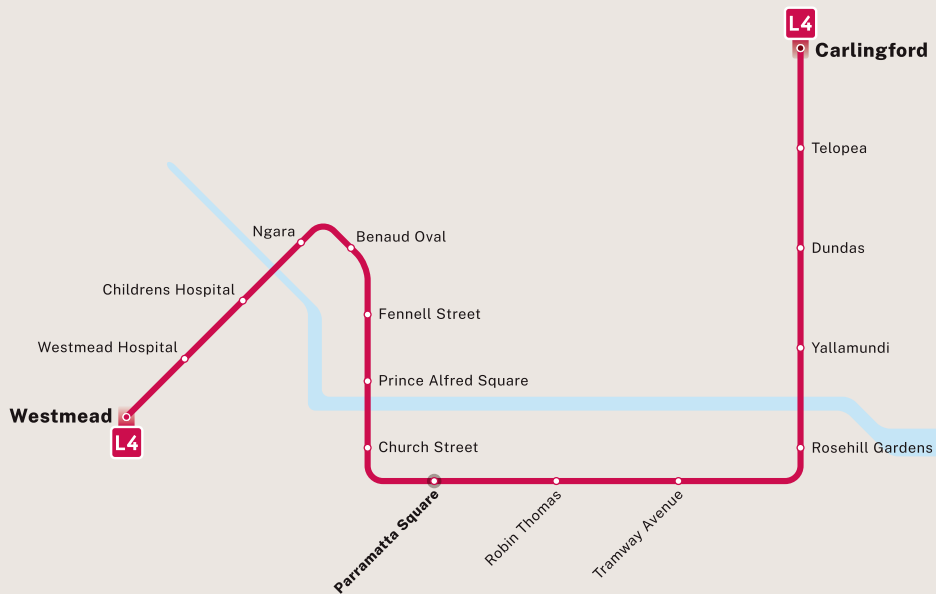 L4
Carlingford
Telopea
Ngara
Benaud Oval
Dundas
Childrens Hospital
Fennell Street
Westmead Hospital
Yallamundi
Prince Alfred Square
Westmead
L4
Church Street
Rosehill Gardens
Parramatta Square
Robin Thomas
Tramway Avenue